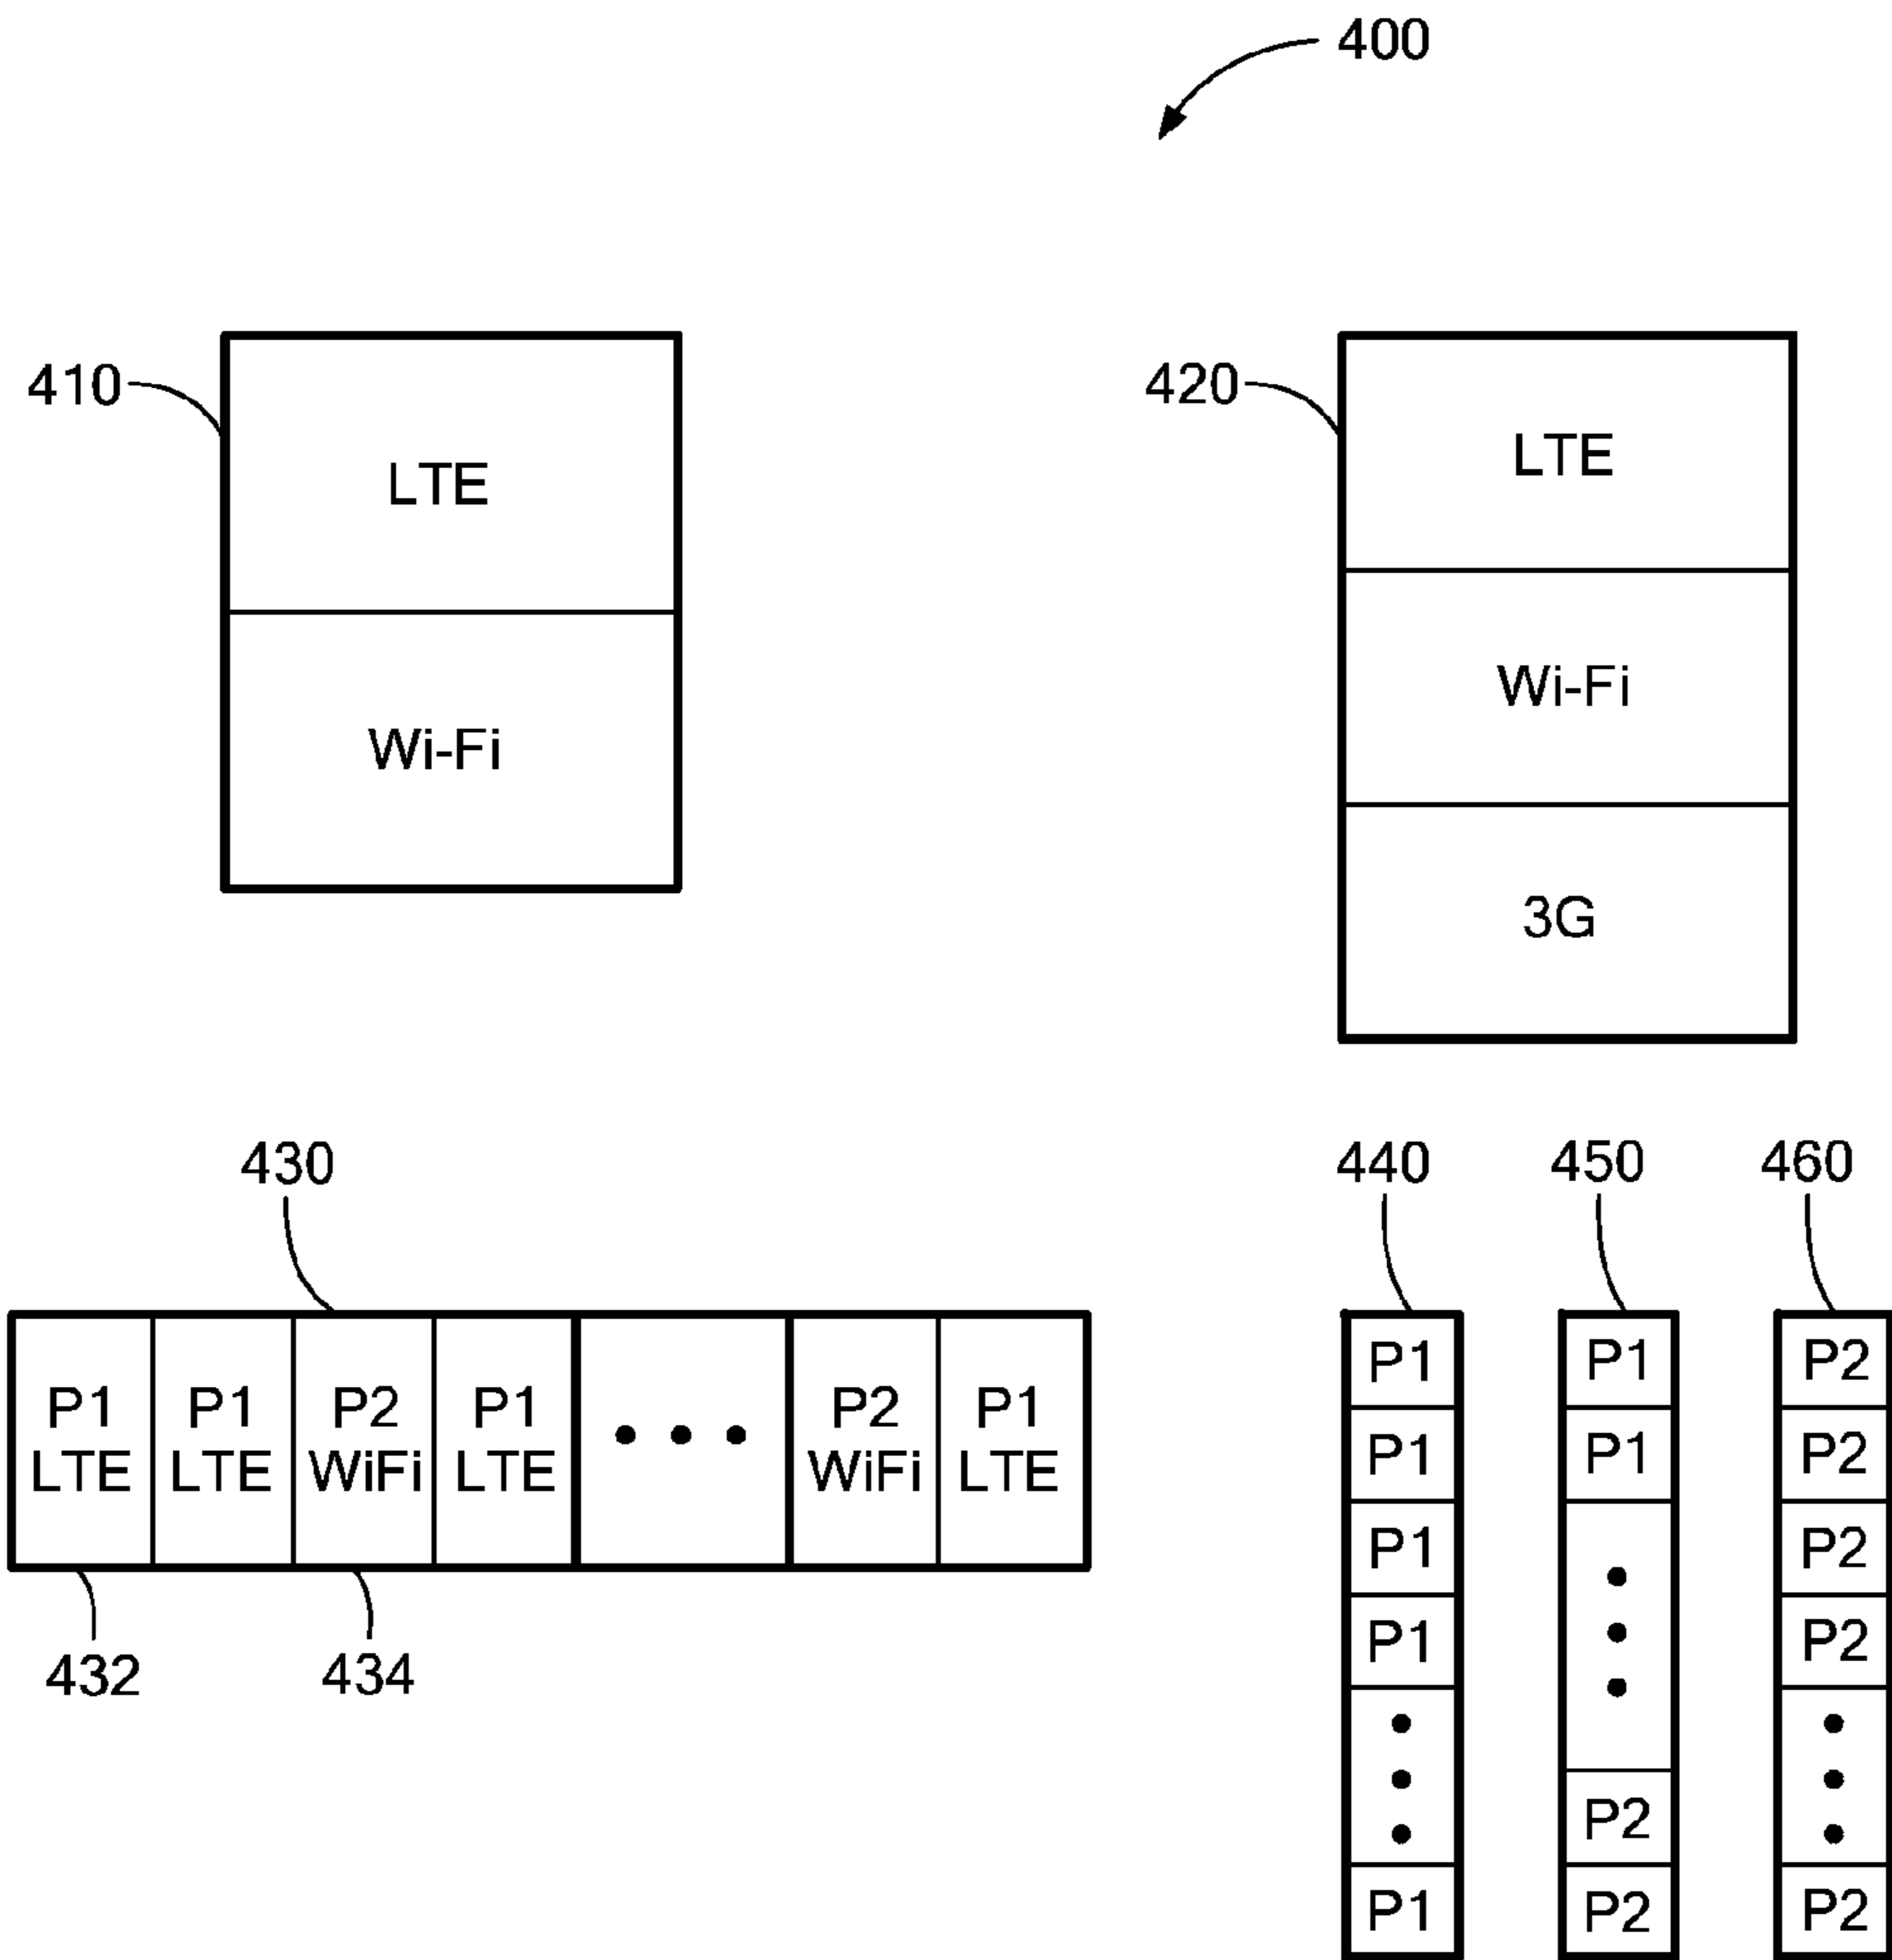 400
410
LTE
Wi-Fi
420
LTE
Wi-Fi
3G
430
P1 P1 P2 P1 P2 P1
LTE LTE WiFi LTE WiFi LTE
432
434
440
P1
P1
P1
P1
P1
450
P1
P1
P2
P2
460
P2
P2
P2
P2
P2